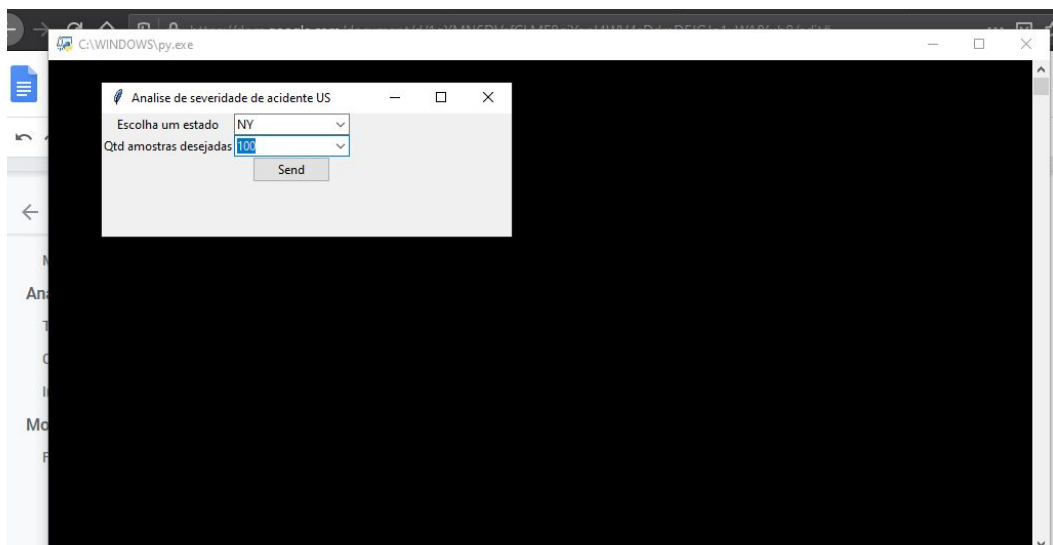 C:\WINDOWS\py.exe
Analise de severidade de acidente US
Escolha um estado NY
Qtd amostras desejadas 100
Send
Ana
Mo